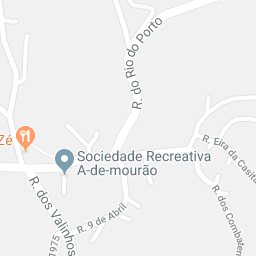 R. do Rio do Porto
Zé
Sociedade Recreativa
A-de-mourão
R. Eira da Casita
R. dos Valinhos
R. 9 de Abril
R. dos Combaten
1975